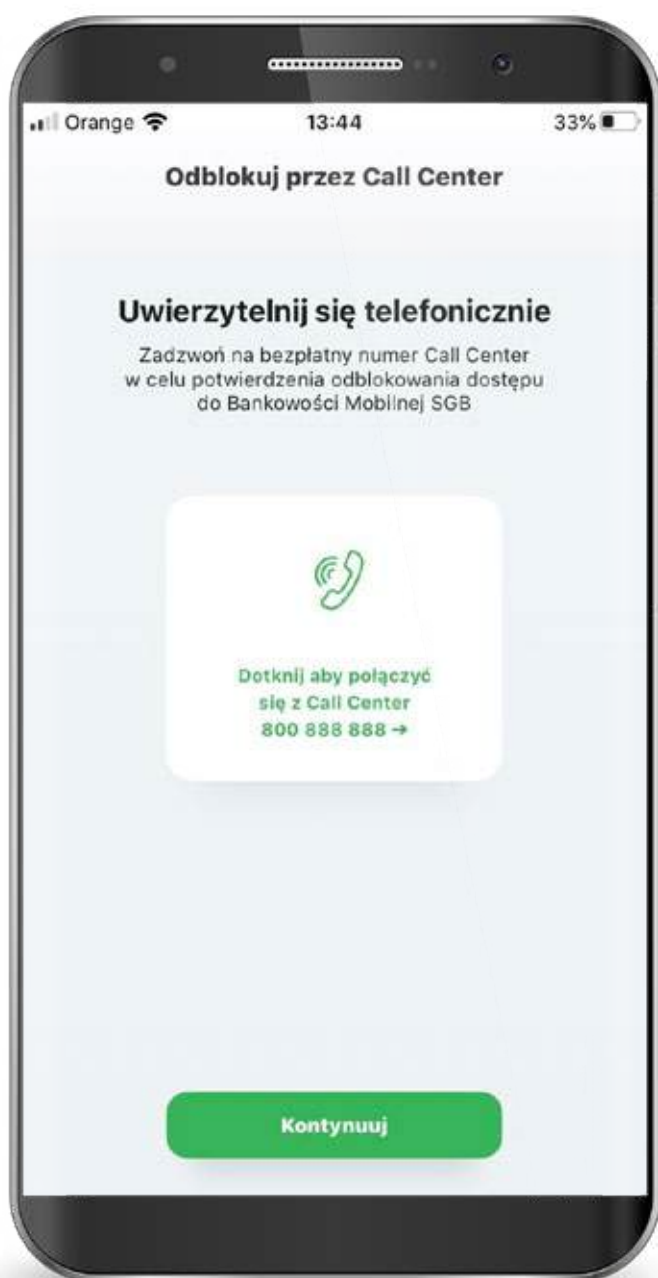 Orange
13:44
33%
Odblokuj przez Call Center
Uwierzytelnij się telefonicznie
Zadzwoń na bezpłatny numer Call Center
w celu potwierdzenia odblokowania dostępu
do Bankowości Mobilnej SGB
Dotknij aby połączyć
się z Call Center
800 888 888 →
Kontynuuj